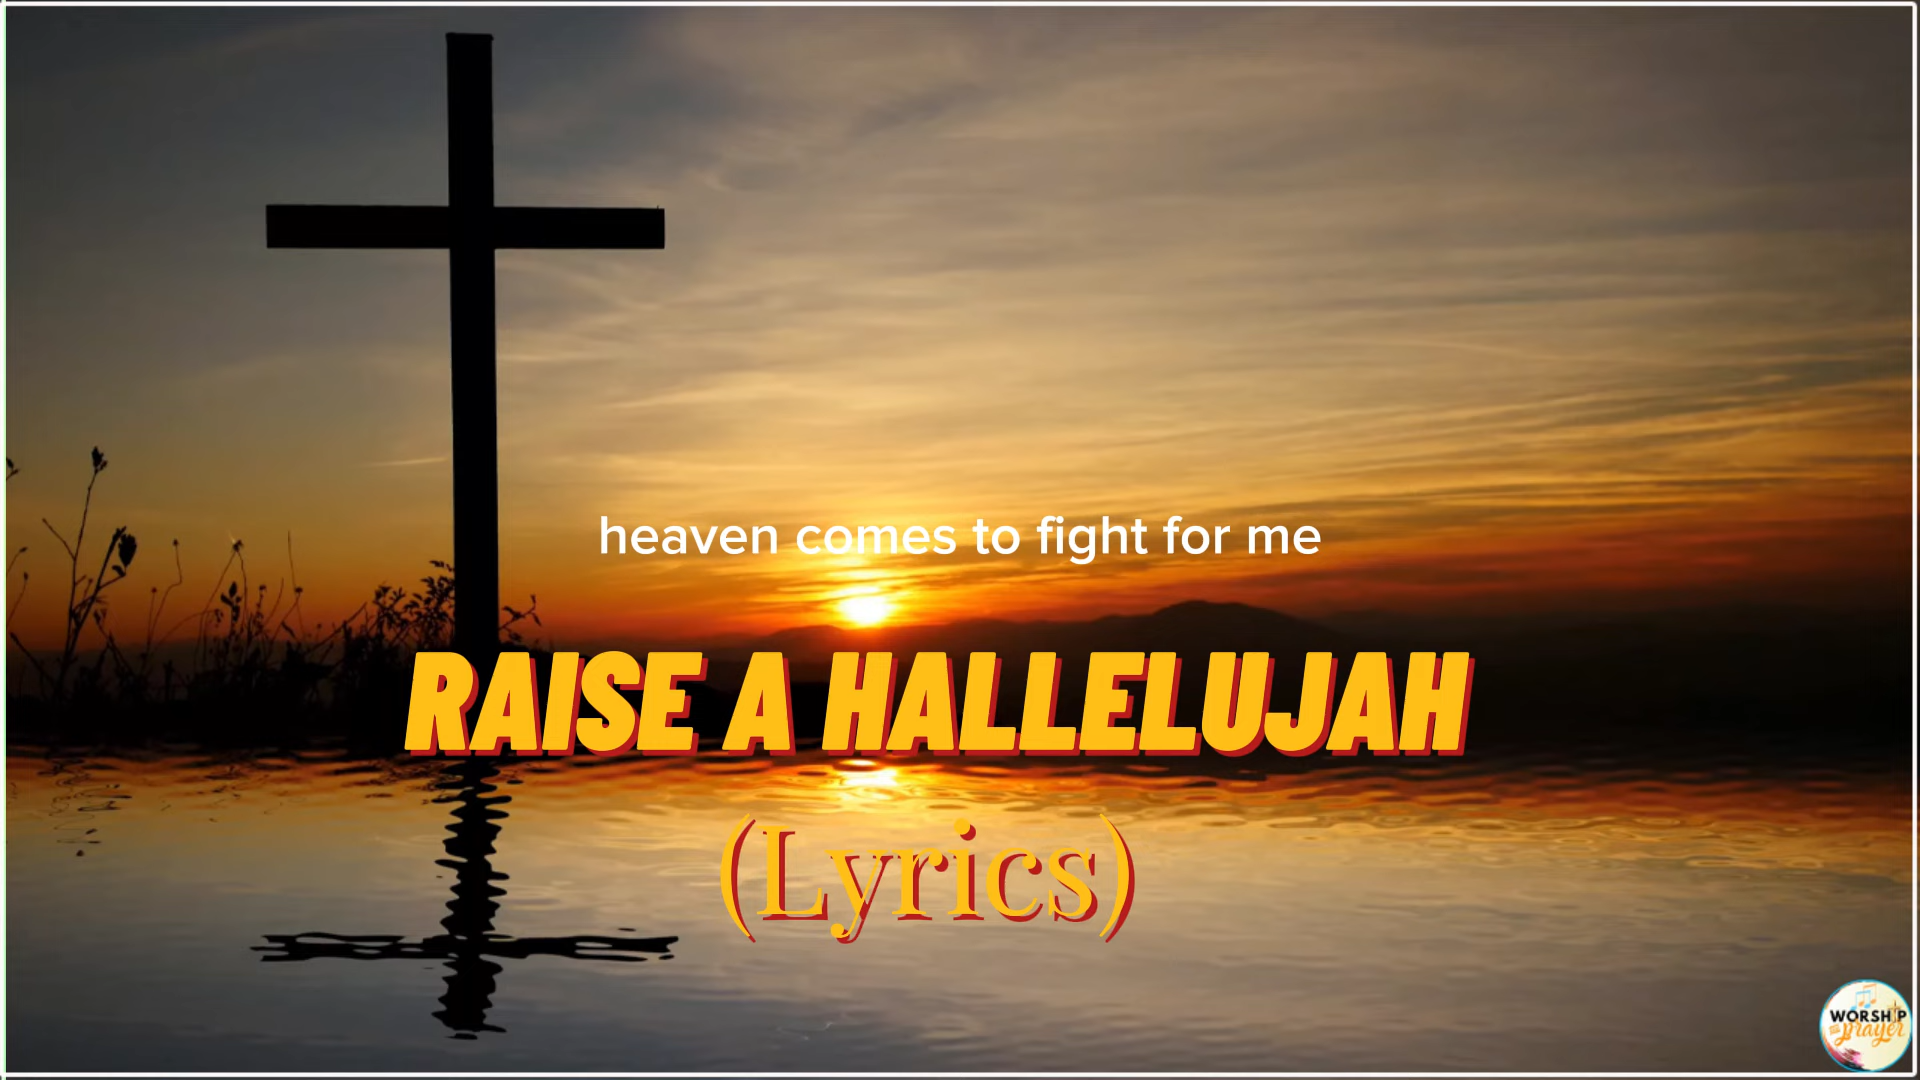 heaven comes to fight for me
RAISE A HALLELUJAH
(Lyrics)
WORSHIP
prayer